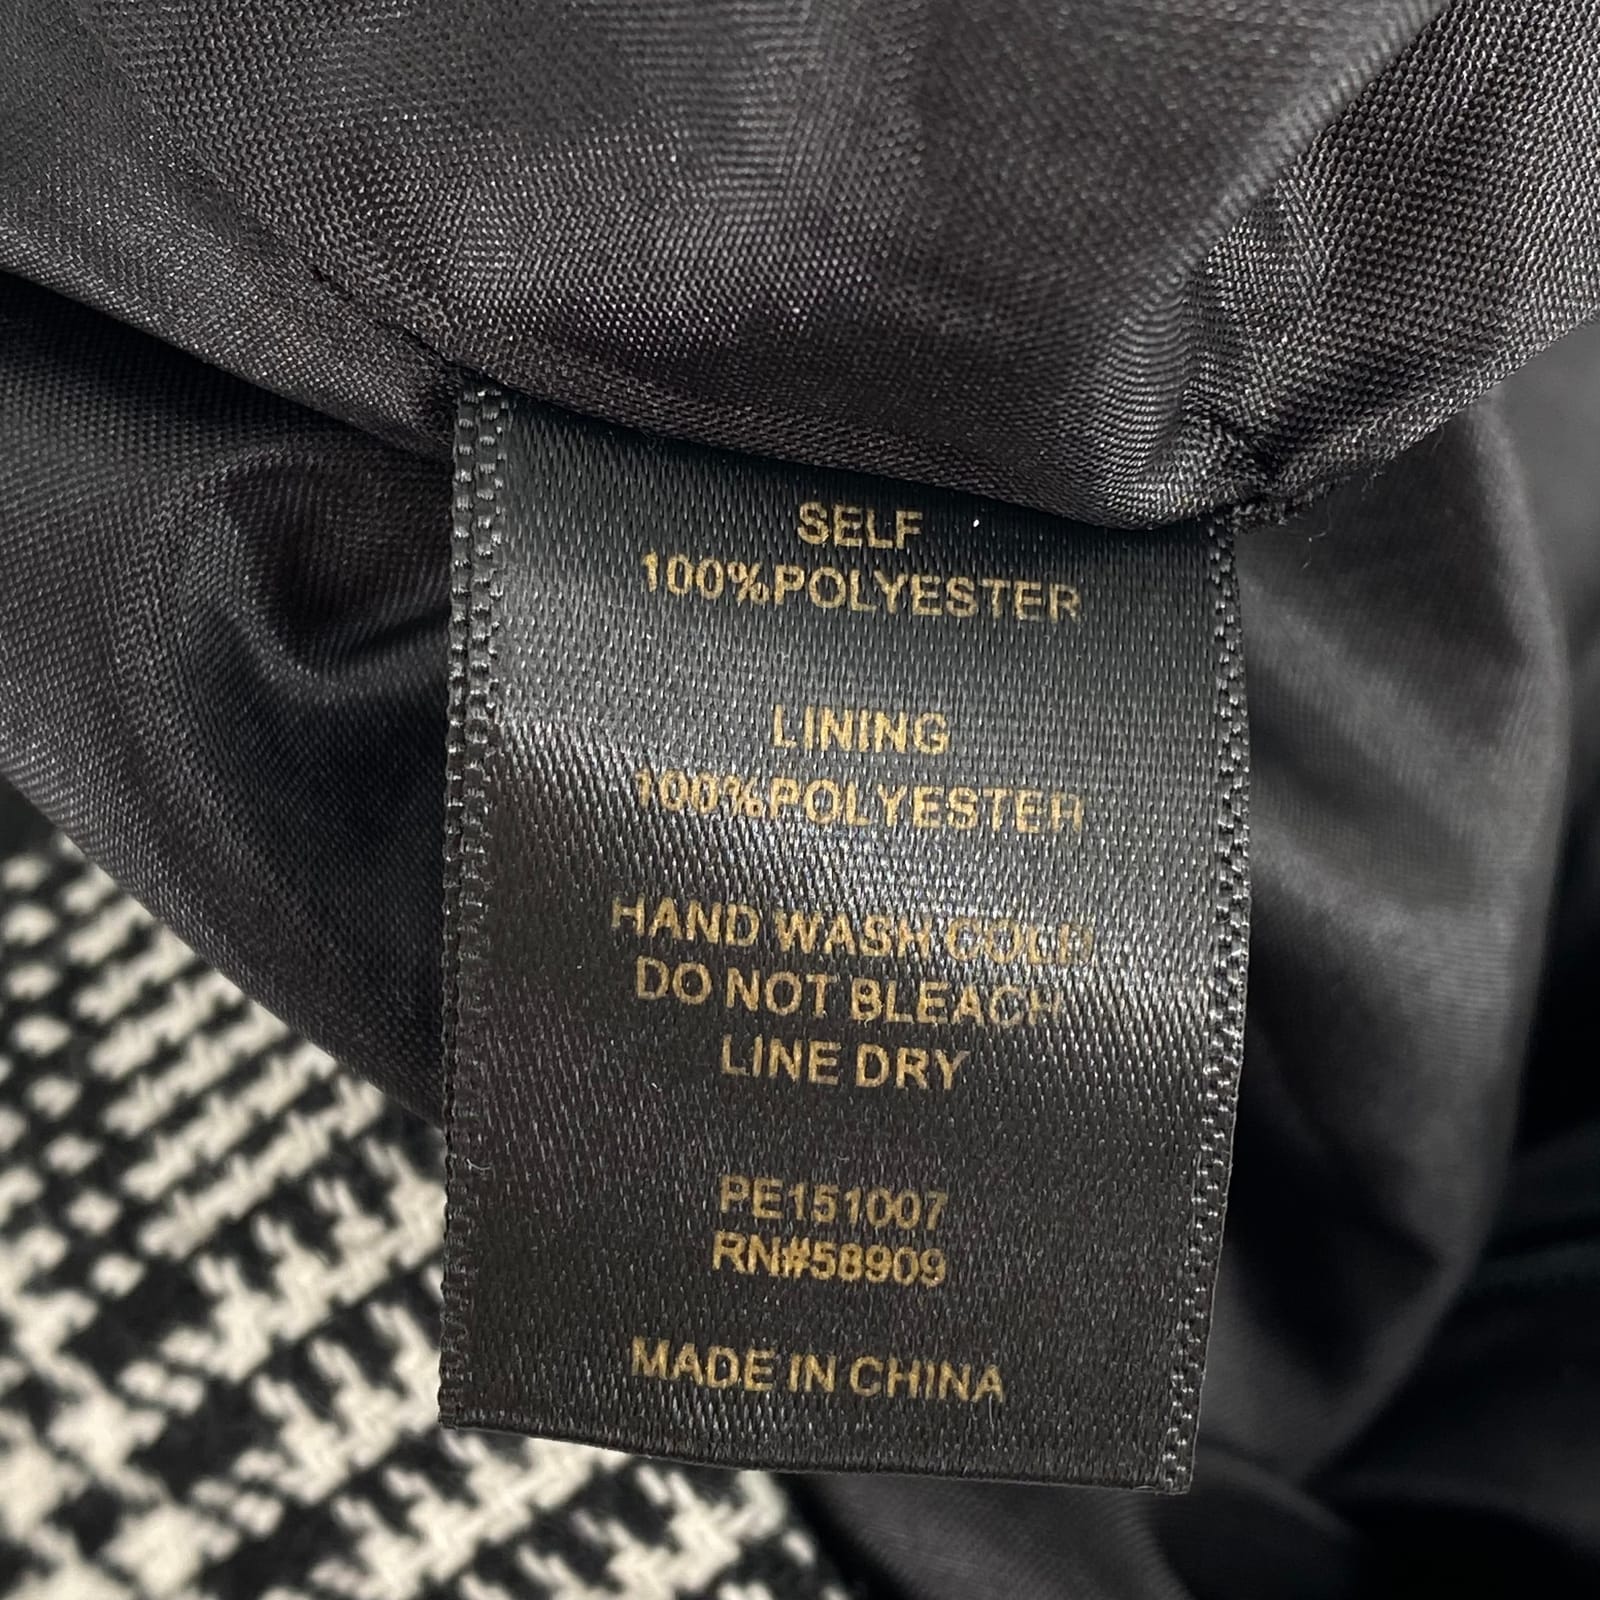 SELF
100%POLYESTER
LINING
100%POLYESTER
HAND WASH COLD
DO NOT BLEACH
LINE DRY
PE151007
RN#58909
MADE IN CHINA